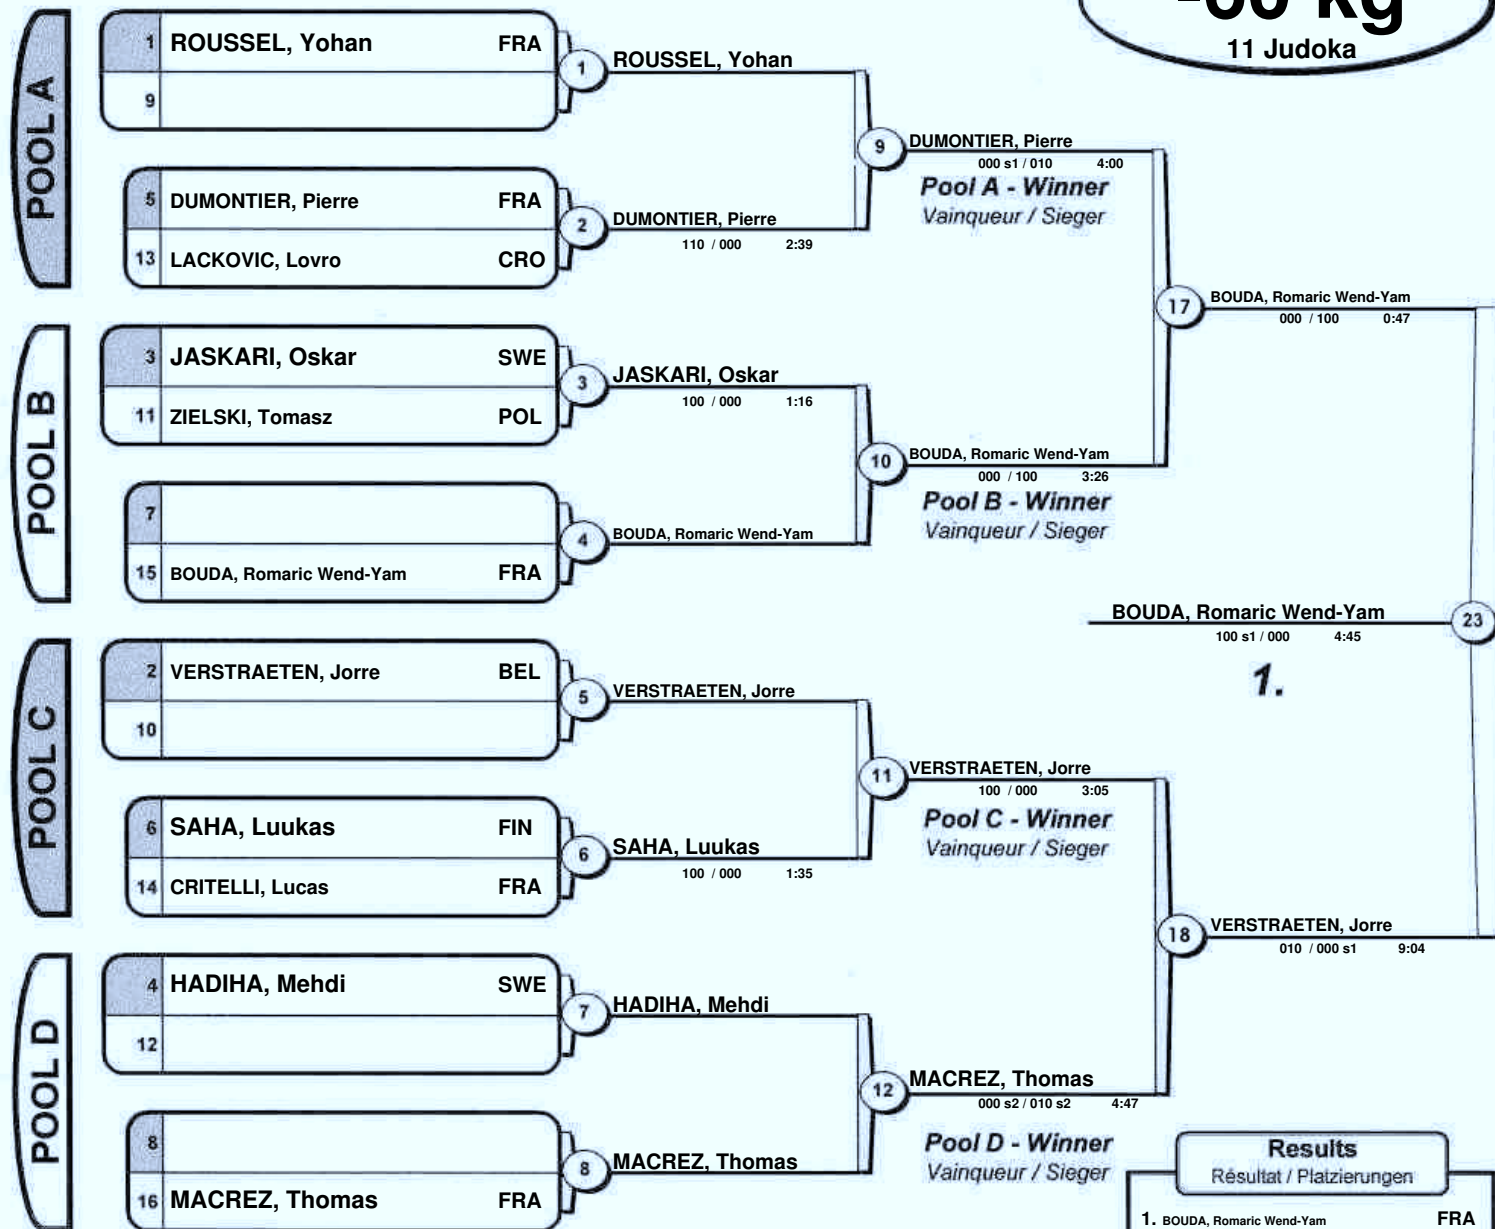 -60 kg
11 Judoka
POOL A
1 ROUSSEL, Yohan FRA
9
1 ROUSSEL, Yohan
5 DUMONTIER, Pierre FRA
13 LACKOVIC, Lovro CRO
2 DUMONTIER, Pierre
110 / 000 2:39
9 DUMONTIER, Pierre
000 s1 / 010 4:00
Pool A - Winner
Vainqueur / Sieger
POOL B
3 JASKARI, Oskar SWE
11 ZIELSKI, Tomasz POL
3 JASKARI, Oskar
100 / 000 1:16
7
15 BOUDA, Romaric Wend-Yam FRA
4 BOUDA, Romaric Wend-Yam
10 BOUDA, Romaric Wend-Yam
000 / 100 3:26
Pool B - Winner
Vainqueur / Sieger
17 BOUDA, Romaric Wend-Yam
000 / 100 0:47
BOUDA, Romaric Wend-Yam 23
100 s1 / 000 4:45
1.
POOL C
2 VERSTRAETEN, Jorre BEL
10
5 VERSTRAETEN, Jorre
6 SAHA, Luukas FIN
14 CRITELLI, Lucas FRA
6 SAHA, Luukas
100 / 000 1:35
11 VERSTRAETEN, Jorre
100 / 000 3:05
Pool C - Winner
Vainqueur / Sieger
18 VERSTRAETEN, Jorre
010 / 000 s1 9:04
POOL D
4 HADIHA, Mehdi SWE
12
7 HADIHA, Mehdi
8
16 MACREZ, Thomas FRA
8 MACREZ, Thomas
12 MACREZ, Thomas
000 s2 / 010 s2 4:47
Pool D - Winner
Vainqueur / Sieger
Results
Résultat / Platzierungen
1. BOUDA, Romaric Wend-Yam FRA